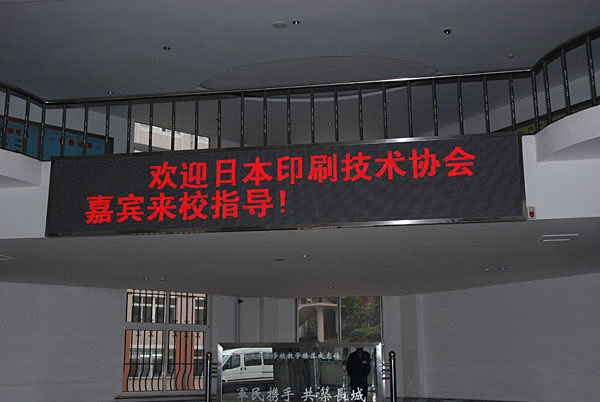 欢迎日本印刷技术协会
嘉宾来校指导！
军民携手 共筑長城